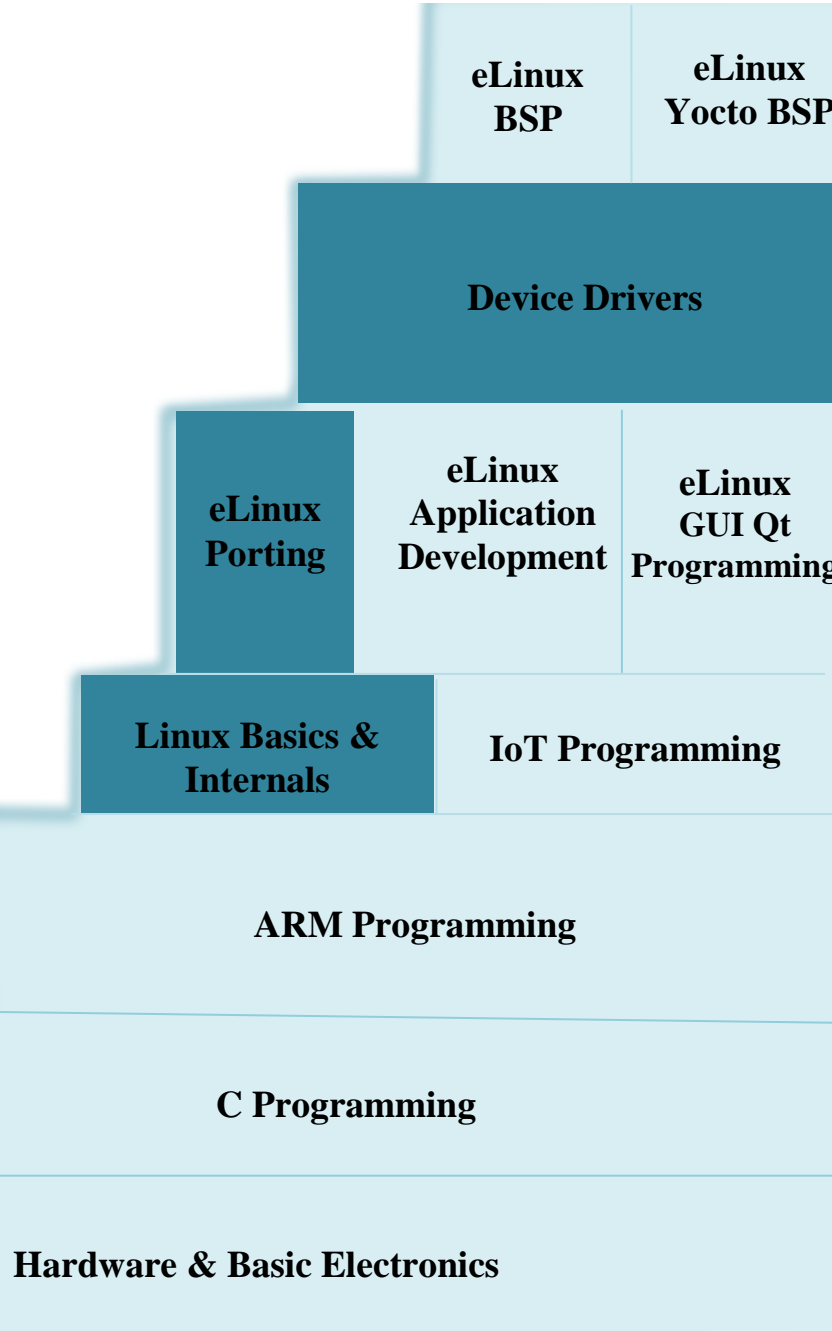 eLinux
BSP
eLinux
Yocto BSP
Device Drivers
eLinux
Porting
eLinux
Application
Development
eLinux
GUI Qt
Programming
Linux Basics &
Internals
IoT Programming
ARM Programming
C Programming
Hardware & Basic Electronics